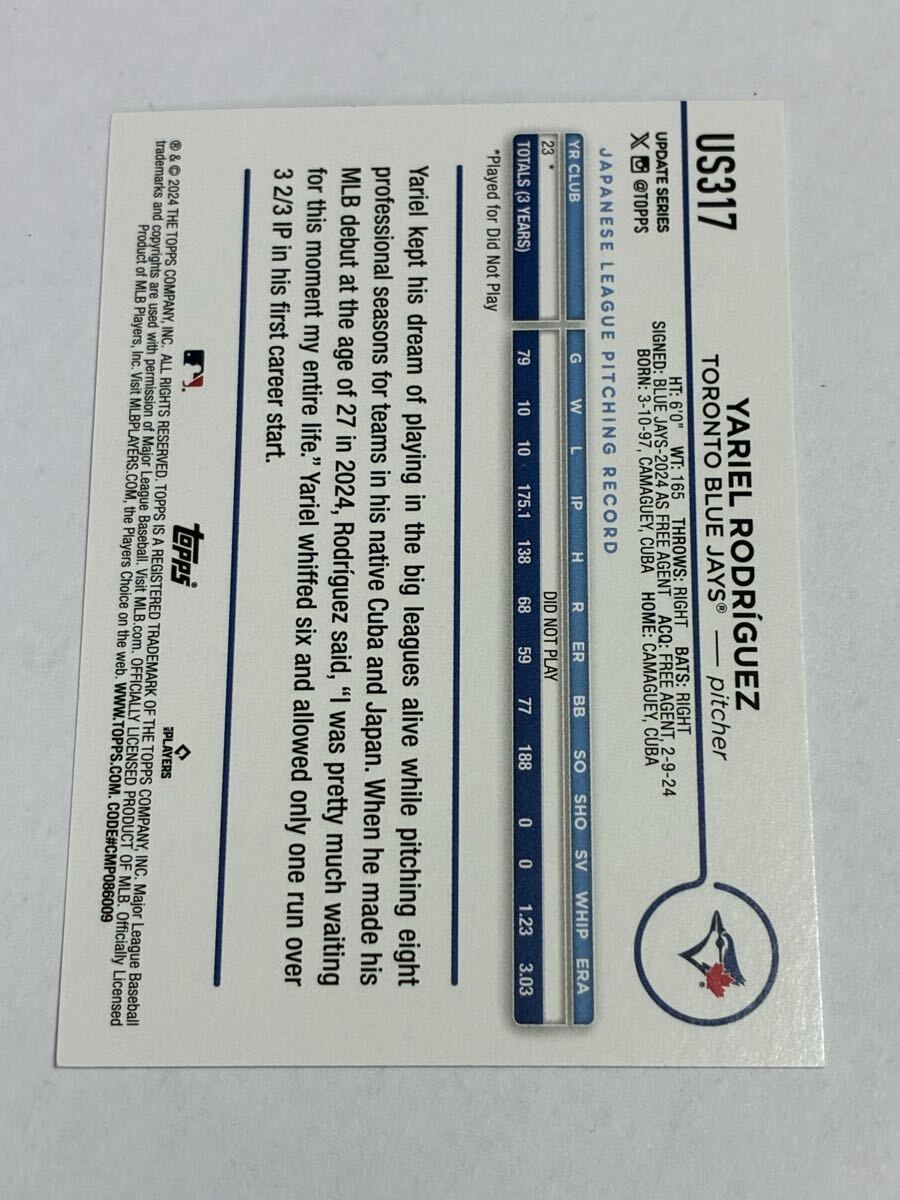 US317
YARIEL RODRÍGUEZ
TORONTO BLUE JAYS® — pitcher
UPDATE SERIES
X @TOPPS
HT: 6'0" WT: 165 THROWS: RIGHT BATS: RIGHT
SIGNED: BLUE JAYS-2024 AS FREE AGENT ACQ: FREE AGENT, 2-9-24
BORN: 3-10-97, CAMAGUEY, CUBA HOME: CAMAGUEY, CUBA
JAPANESE LEAGUE PITCHING RECORD
YR CLUB G W L IP H R ER BB SO SHO SV WHIP ERA
23 * DID NOT PLAY
TOTALS (3 YEARS) 79 10 10 175.1 138 68 59 77 188 0 0 1.23 3.03
*Played for Did Not Play
Yariel kept his dream of playing in the big leagues alive while pitching eight
professional seasons for teams in his native Cuba and Japan. When he made his
MLB debut at the age of 27 in 2024, Rodríguez said, “I was pretty much waiting
for this moment my entire life.” Yariel whiffed six and allowed only one run over
3 2/3 IP in his first career start.
topps®
PLAYERS
® & © 2024 THE TOPPS COMPANY, INC. ALL RIGHTS RESERVED. TOPPS IS A REGISTERED TRADEMARK OF THE TOPPS COMPANY, INC. Major League Baseball
trademarks and copyrights are used with permission of Major League Baseball. Visit MLB.com. OFFICIALLY LICENSED PRODUCT OF MLB. Officially Licensed
Product of MLB Players, Inc. Visit MLBPLAYERS.COM, the Players Choice on the web. WWW.TOPPS.COM. CODE#CMP086009